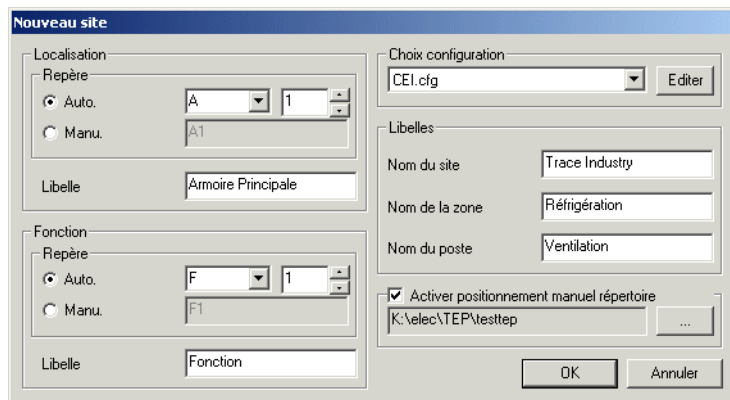 Nouveau site
Localisation
Repère
Auto.
A
1
Manu.
A1
Libelle
Armoire Principale
Fonction
Repère
Auto.
F
1
Manu.
F1
Libelle
Fonction
Choix configuration
CEI.cfg
Editer
Libelles
Nom du site
Trace Industry
Nom de la zone
Réfrigération
Nom du poste
Ventilation
Activer positionnement manuel répertoire
K:\elec\TEP\testtep
...
OK
Annuler